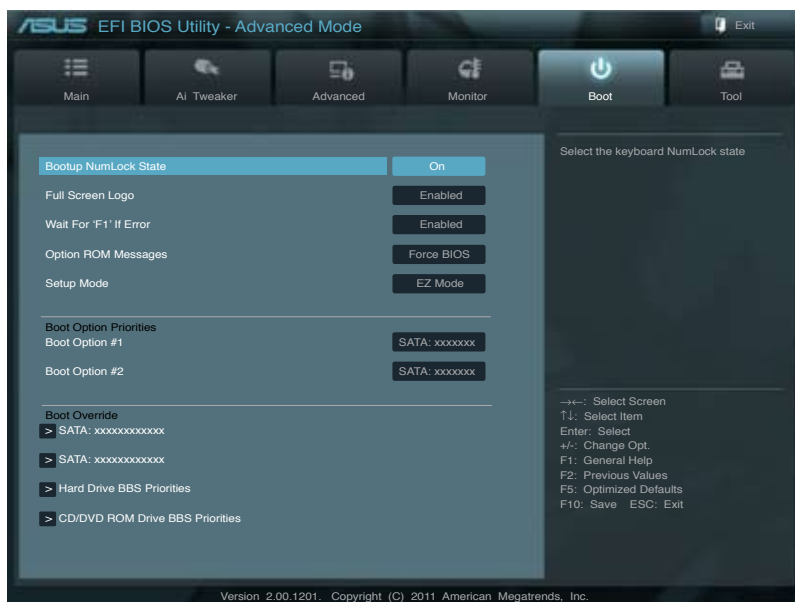 ASUS EFI BIOS Utility - Advanced Mode
Exit
Main
Ai Tweaker
Advanced
Monitor
Boot
Tool
Bootup NumLock State On
Full Screen Logo Enabled
Wait For ‘F1’ If Error Enabled
Option ROM Messages Force BIOS
Setup Mode EZ Mode
Boot Option Priorities
Boot Option #1 SATA: xxxxxxx
Boot Option #2 SATA: xxxxxxx
Boot Override
> SATA: xxxxxxxxxxxx
> SATA: xxxxxxxxxxxx
> Hard Drive BBS Priorities
> CD/DVD ROM Drive BBS Priorities
Select the keyboard NumLock state
→←: Select Screen
↑↓: Select Item
Enter: Select
+/-: Change Opt.
F1: General Help
F2: Previous Values
F5: Optimized Defaults
F10: Save ESC: Exit
Version 2.00.1201. Copyright (C) 2011 American Megatrends, Inc.